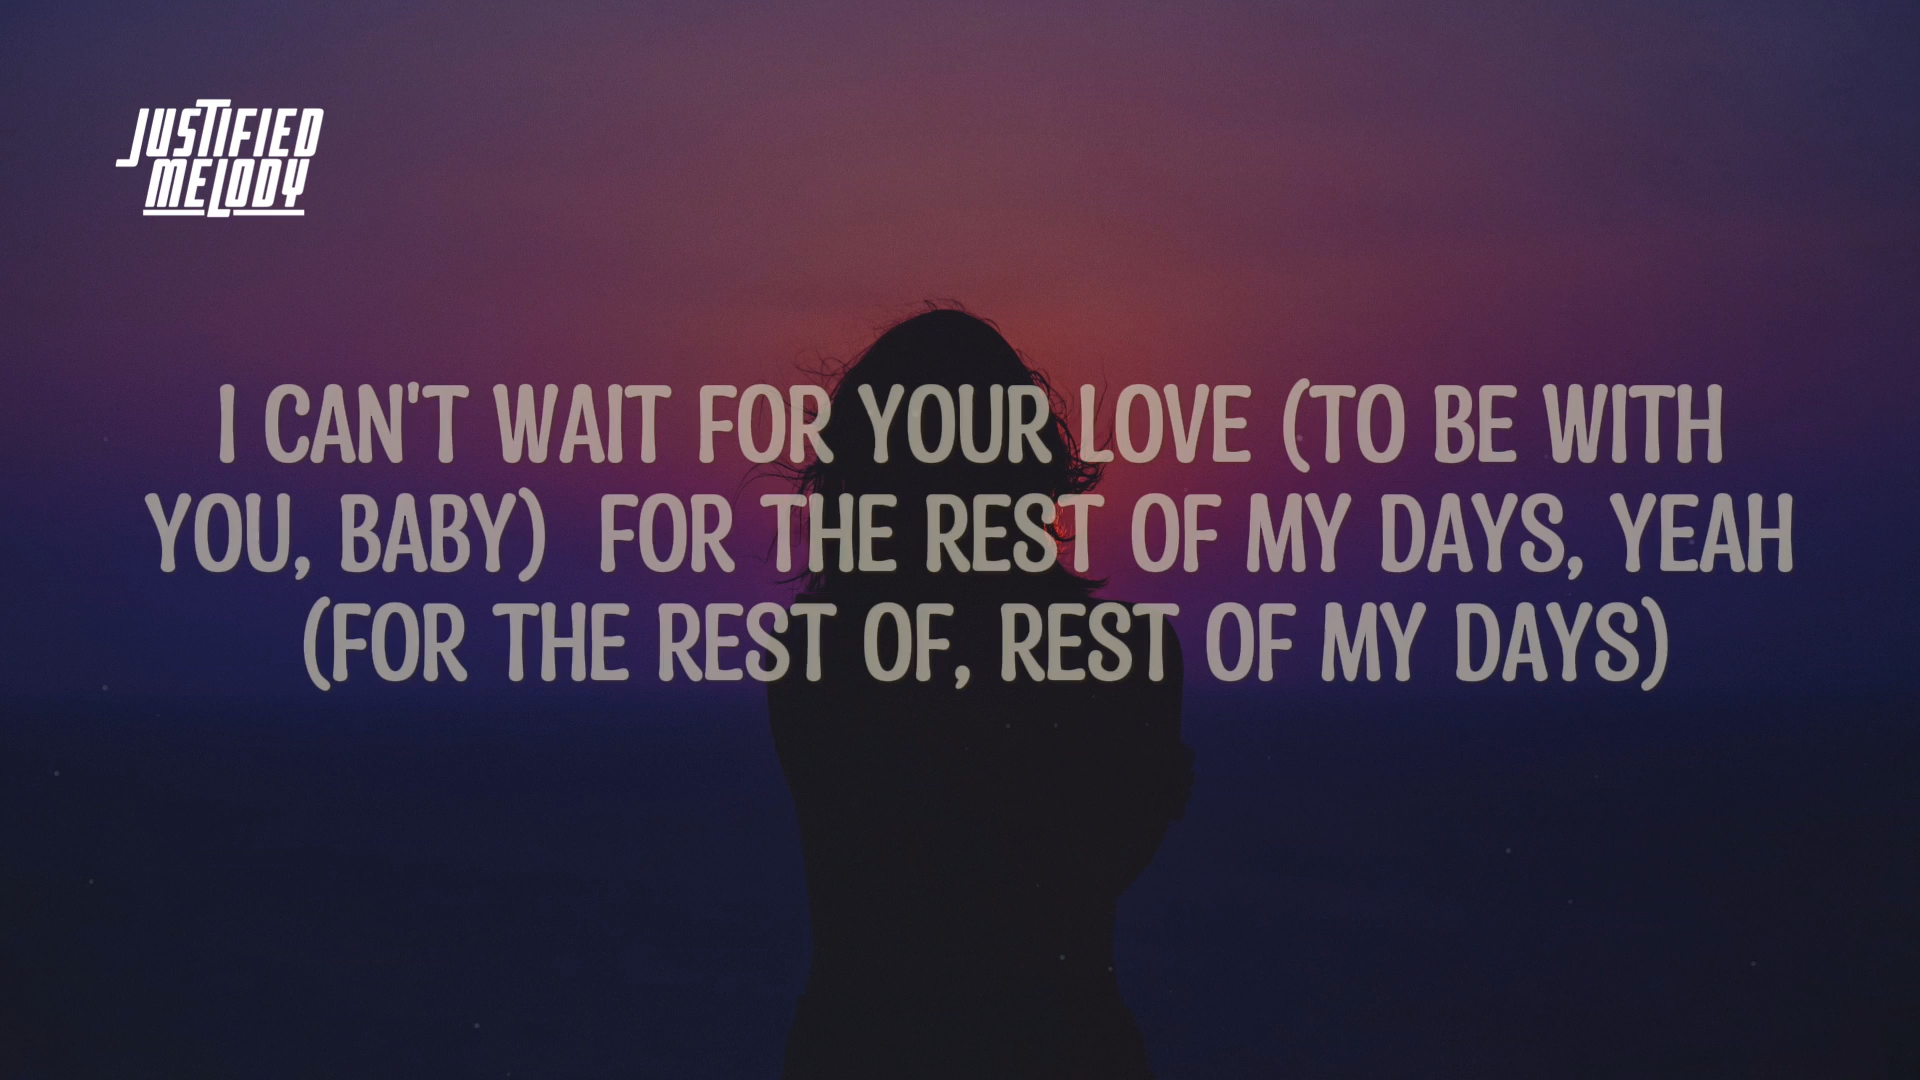 JUSTIFIED
MELODY
I CAN'T WAIT FOR YOUR LOVE (TO BE WITH
YOU, BABY)  FOR THE REST OF MY DAYS, YEAH
(FOR THE REST OF, REST OF MY DAYS)